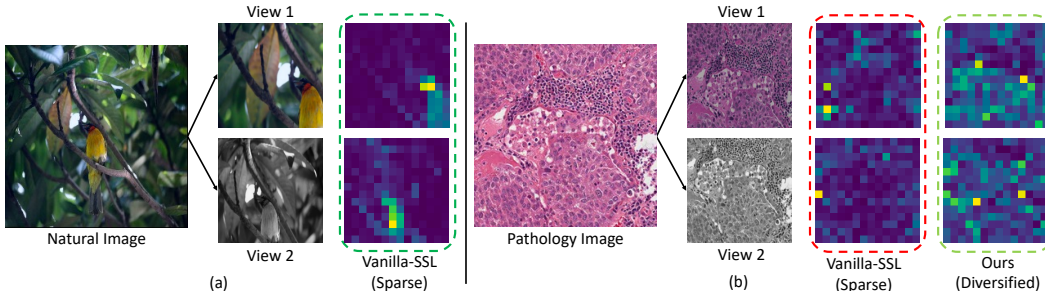 View 1
View 1
Natural Image
View 2
Vanilla-SSL
(Sparse)
Pathology Image
View 2
Vanilla-SSL
(Sparse)
Ours
(Diversified)
(a)
(b)